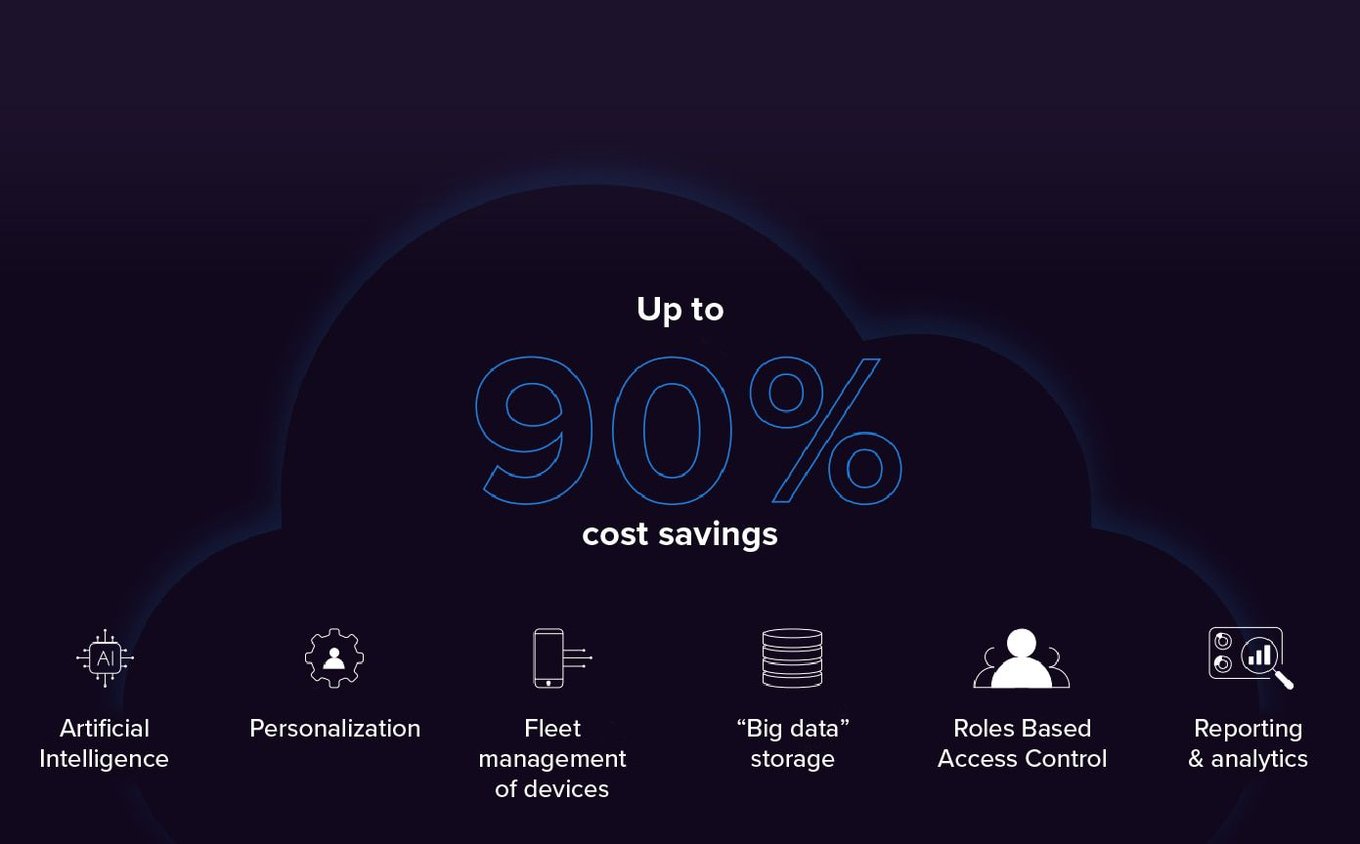 Up to
90%
cost savings
AI
Artificial
Intelligence
Personalization
Fleet
management
of devices
“Big data”
storage
Roles Based
Access Control
Reporting
& analytics